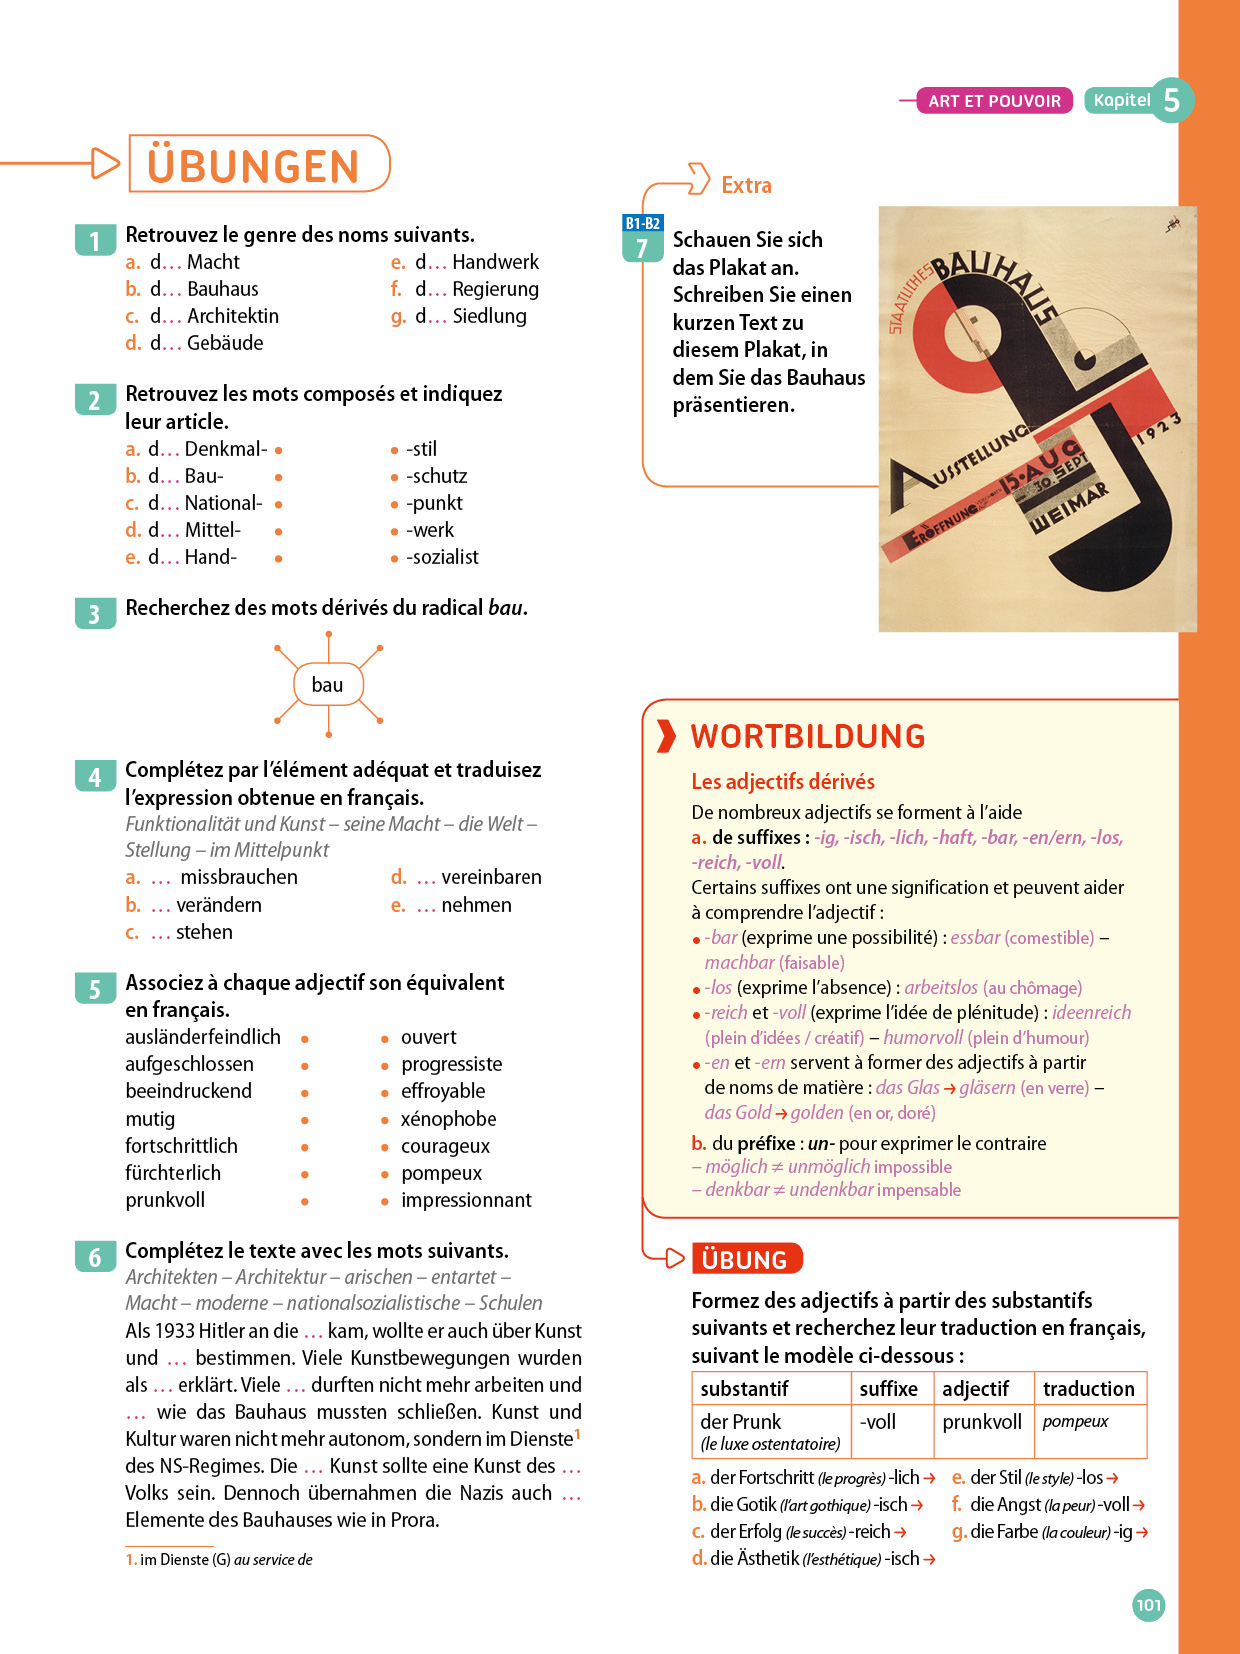 ART ET POUVOIR Kapitel 5
ÜBUNGEN
1 Retrouvez le genre des noms suivants.
a. d… Macht
b. d… Bauhaus
c. d… Architektin
d. d… Gebäude
e. d… Handwerk
f. d… Regierung
g. d… Siedlung
2 Retrouvez les mots composés et indiquez
leur article.
a. d… Denkmal- • • -stil
b. d… Bau- • • -schutz
c. d… National- • • -punkt
d. d… Mittel- • • -werk
e. d… Hand- • • -sozialist
3 Recherchez des mots dérivés du radical bau.
bau
4 Complétez par l'élément adéquat et traduisez
l'expression obtenue en français.
Funktionalität und Kunst – seine Macht – die Welt –
Stellung – im Mittelpunkt
a. … missbrauchen
b. … verändern
c. … stehen
d. … vereinbaren
e. … nehmen
5 Associez à chaque adjectif son équivalent
en français.
ausländerfeindlich • • ouvert
aufgeschlossen • • progressiste
beeindruckend • • effroyable
mutig • • xénophobe
fortschrittlich • • courageux
fürchterlich • • pompeux
prunkvoll • • impressionnant
6 Complétez le texte avec les mots suivants.
Architekten – Architektur – arischen – entartet –
Macht – moderne – nationalsozialistische – Schulen
Als 1933 Hitler an die … kam, wollte er auch über Kunst
und … bestimmen. Viele Kunstbewegungen wurden
als … erklärt. Viele … durften nicht mehr arbeiten und
… wie das Bauhaus mussten schließen. Kunst und
Kultur waren nicht mehr autonom, sondern im Dienste1
des NS-Regimes. Die … Kunst sollte eine Kunst des …
Volks sein. Dennoch übernahmen die Nazis auch …
Elemente des Bauhauses wie in Prora.
1. im Dienste (G) au service de
Extra
B1-B2
7 Schauen Sie sich
das Plakat an.
Schreiben Sie einen
kurzen Text zu
diesem Plakat, in
dem Sie das Bauhaus
präsentieren.
STAATLICHES
BAUHAUS
AUSSTELLUNG
1923
15·AUG
30. SEPT
ERÖFFNUNG
WEIMAR
WORTBILDUNG
Les adjectifs dérivés
De nombreux adjectifs se forment à l'aide
a. de suffixes : -ig, -isch, -lich, -haft, -bar, -en/ern, -los,
-reich, -voll.
Certains suffixes ont une signification et peuvent aider
à comprendre l'adjectif :
• -bar (exprime une possibilité) : essbar (comestible) –
machbar (faisable)
• -los (exprime l'absence) : arbeitslos (au chômage)
• -reich et -voll (exprime l'idée de plénitude) : ideenreich
(plein d'idées / créatif) – humorvoll (plein d'humour)
• -en et -ern servent à former des adjectifs à partir
de noms de matière : das Glas → gläsern (en verre) –
das Gold → golden (en or, doré)
b. du préfixe : un- pour exprimer le contraire
– möglich ≠ unmöglich impossible
– denkbar ≠ undenkbar impensable
ÜBUNG
Formez des adjectifs à partir des substantifs
suivants et recherchez leur traduction en français,
suivant le modèle ci-dessous :
substantif suffixe adjectif traduction
der Prunk -voll prunkvoll pompeux
(le luxe ostentatoire)
a. der Fortschritt (le progrès) -lich →
b. die Gotik (l'art gothique) -isch →
c. der Erfolg (le succès) -reich →
d. die Ästhetik (l'esthétique) -isch →
e. der Stil (le style) -los →
f. die Angst (la peur) -voll →
g. die Farbe (la couleur) -ig →
101